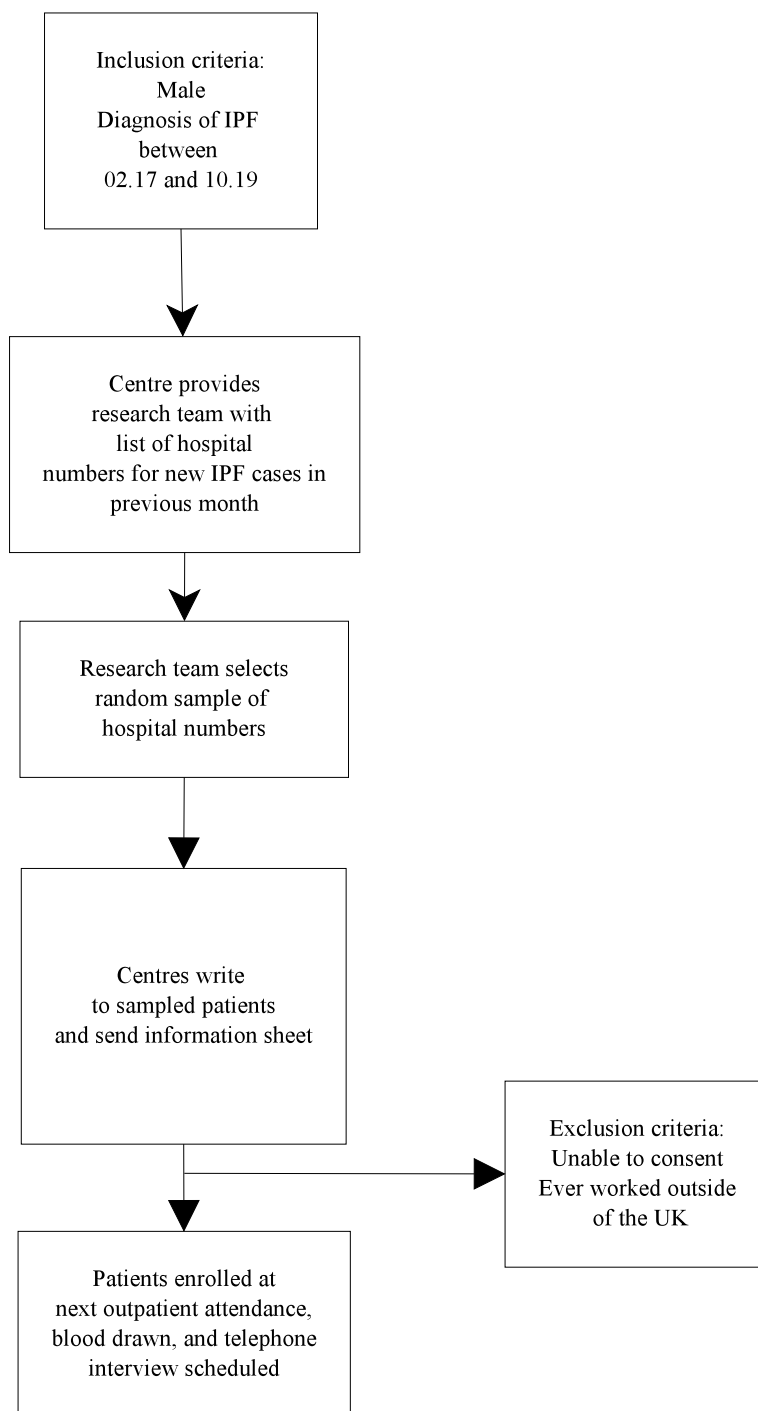 Inclusion criteria:
Male
Diagnosis of IPF
between
02.17 and 10.19
Centre provides
research team with
list of hospital
numbers for new IPF cases in
previous month
Research team selects
random sample of
hospital numbers
Centres write
to sampled patients
and send information sheet
Exclusion criteria:
Unable to consent
Ever worked outside
of the UK
Patients enrolled at
next outpatient attendance,
blood drawn, and telephone
interview scheduled